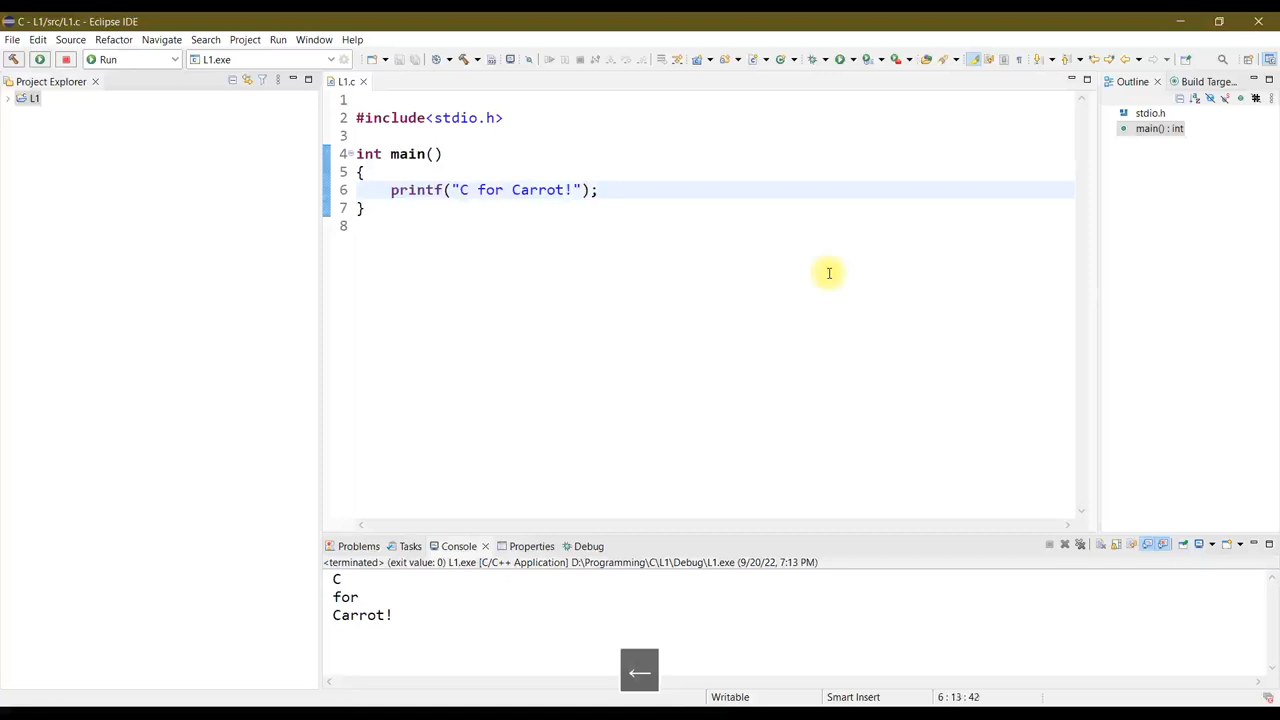 C - L1/src/L1.c - Eclipse IDE
File Edit Source Refactor Navigate Search Project Run Window Help
Run L1.exe
Project Explorer
L1
L1.c
1
2 #include<stdio.h>
3
4 int main()
5 {
6 printf("C for Carrot!");
7 }
8
Outline Build Targe...
stdio.h
main() : int
Problems Tasks Console Properties Debug
<terminated> (exit value: 0) L1.exe [C/C++ Application] D:\Programming\C\L1\Debug\L1.exe (9/20/22, 7:13 PM)
C
for
Carrot!
←
Writable Smart Insert 6 : 13 : 42